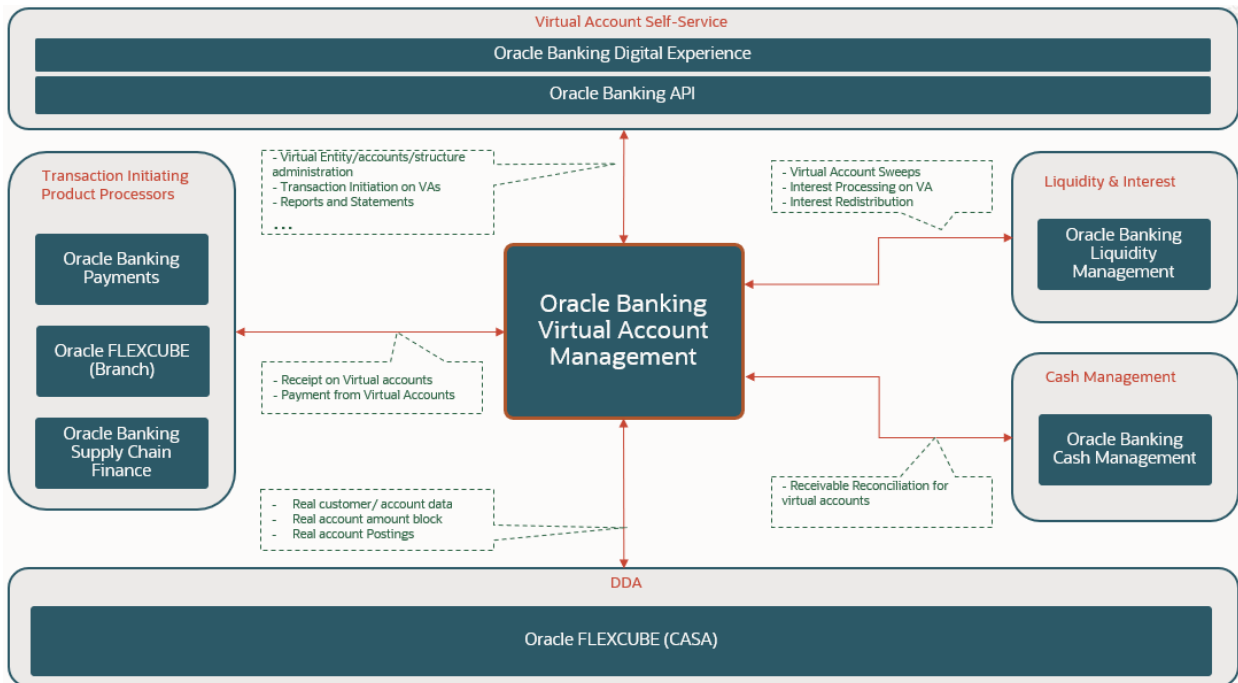 Virtual Account Self-Service
Oracle Banking Digital Experience
Oracle Banking API
- Virtual Entity/accounts/structure
administration
- Transaction Initiation on VAs
- Reports and Statements
...
- Virtual Account Sweeps
- Interest Processing on VA
- Interest Redistribution
Transaction Initiating
Product Processors
Oracle Banking
Payments
Oracle FLEXCUBE
(Branch)
Oracle Banking
Supply Chain
Finance
- Receipt on Virtual accounts
- Payment from Virtual Accounts
Oracle Banking
Virtual Account
Management
Liquidity & Interest
Oracle Banking
Liquidity
Management
Cash Management
Oracle Banking
Cash Management
- Receivable Reconciliation for
virtual accounts
- Real customer/ account data
- Real account amount block
- Real account Postings
DDA
Oracle FLEXCUBE (CASA)